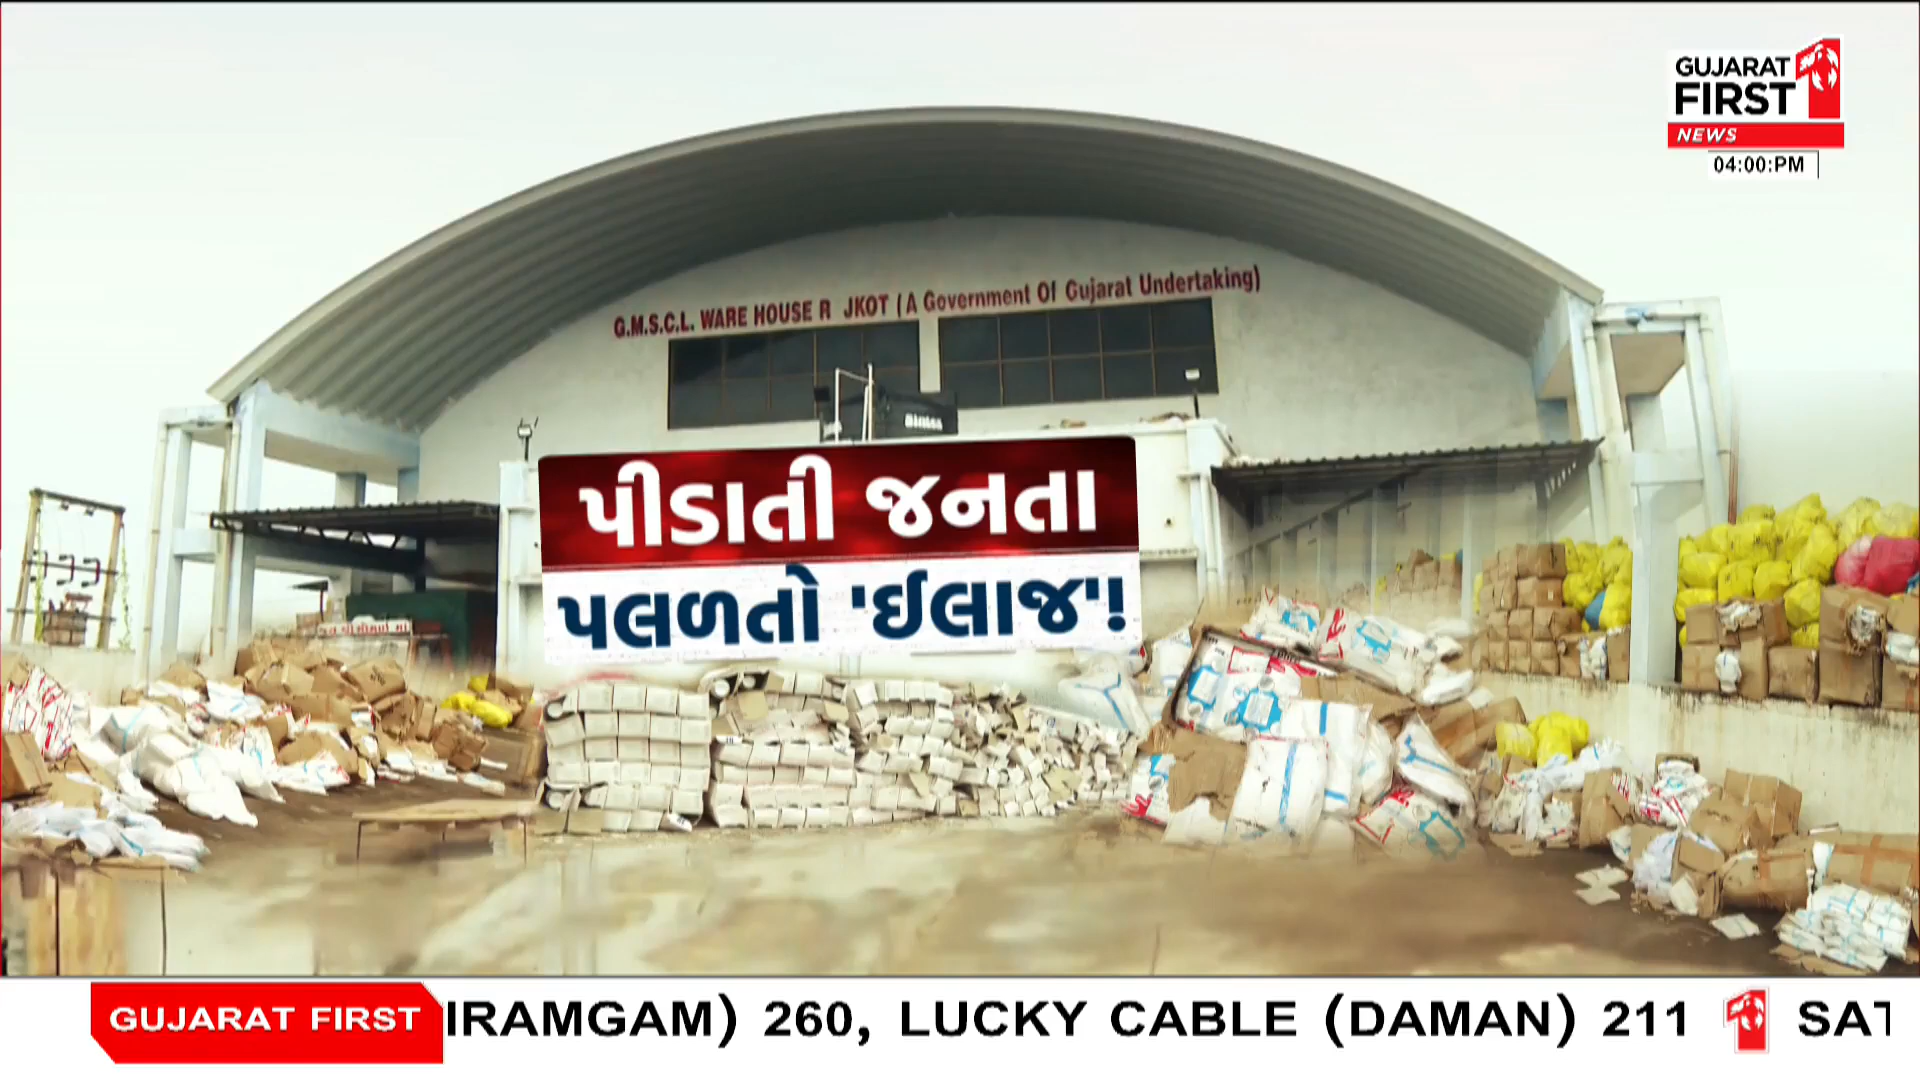 GUJARAT
FIRST
NEWS
04:00:PM
G.M.S.C.L. WARE HOUSE R JKOT (A Government Of Gujarat Undertaking)
પીડાતી જનતા
પલળતો 'ઈલાજ'!
GUJARAT FIRST
IRAMGAM) 260, LUCKY CABLE (DAMAN) 211
SAT